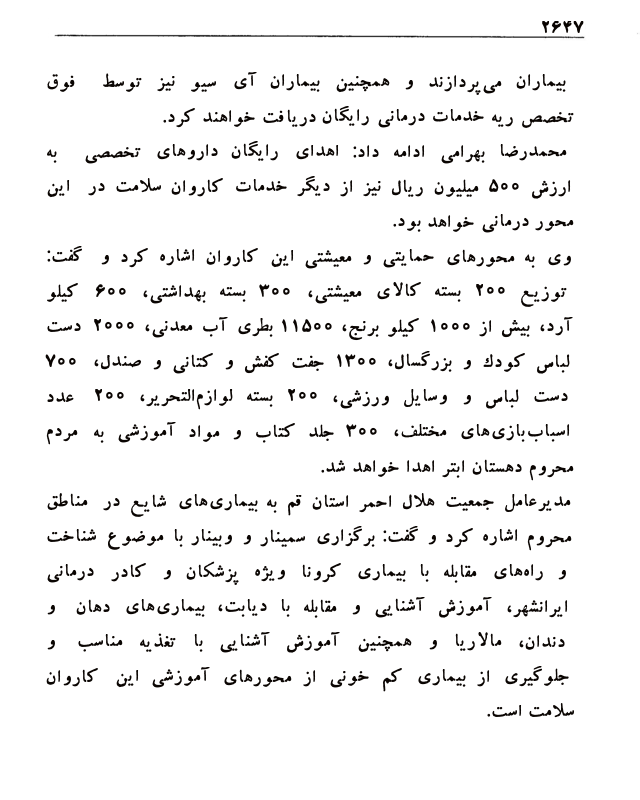 ۲۶۴۷
بیماران می‌پردازند و همچنین بیماران آی سیو نیز توسط فوق
تخصص ریه خدمات درمانی رایگان دریافت خواهند کرد.
محمدرضا بهرامی ادامه داد: اهدای رایگان داروهای تخصصی به
ارزش ۵۰۰ میلیون ریال نیز از دیگر خدمات کاروان سلامت در این
محور درمانی خواهد بود.
وی به محورهای حمایتی و معیشتی این کاروان اشاره کرد و گفت:
توزیع ۲۰۰ بسته کالای معیشتی، ۳۰۰ بسته بهداشتی، ۶۰۰ کیلو
آرد، بیش از ۱۰۰۰ کیلو برنج، ۱۱۵۰۰ بطری آب معدنی، ۲۰۰۰ دست
لباس کودك و بزرگسال، ۱۳۰۰ جفت کفش و کتانی و صندل، ۷۰۰
دست لباس و وسایل ورزشی، ۲۰۰ بسته لوازم‌التحریر، ۲۰۰ عدد
اسباب‌بازی‌های مختلف، ۳۰۰ جلد کتاب و مواد آموزشی به مردم
محروم دهستان ابتر اهدا خواهد شد.
مدیرعامل جمعیت هلال احمر استان قم به بیماری‌های شایع در مناطق
محروم اشاره کرد و گفت: برگزاری سمینار و وبینار با موضوع شناخت
و راه‌های مقابله با بیماری کرونا ویژه پزشکان و کادر درمانی
ایرانشهر، آموزش آشنایی و مقابله با دیابت، بیماری‌های دهان و
دندان، مالاریا و همچنین آموزش آشنایی با تغذیه مناسب و
جلوگیری از بیماری کم خونی از محورهای آموزشی این کاروان
سلامت است.